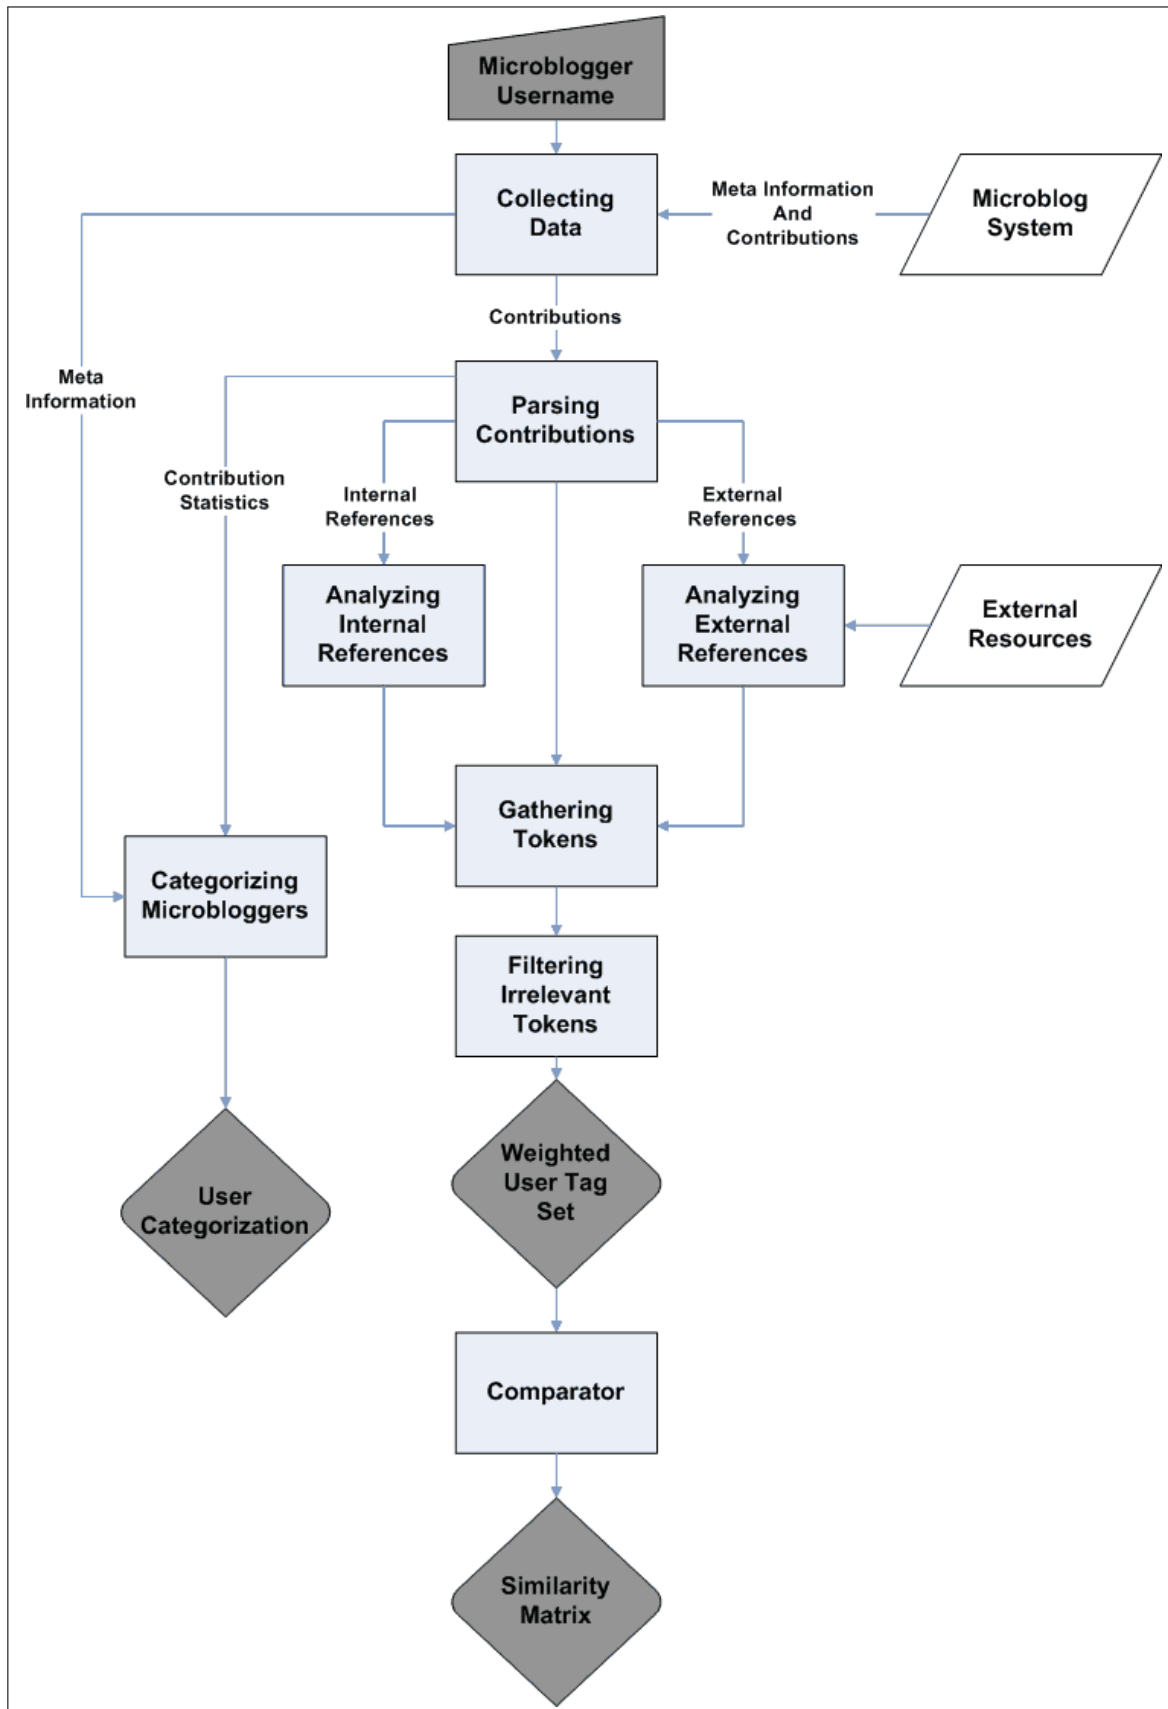 Microblogger
Username
Collecting
Data
Meta Information
And
Contributions
Microblog
System
Contributions
Meta
Information
Parsing
Contributions
Contribution
Statistics
Internal
References
External
References
Analyzing
Internal
References
Analyzing
External
References
External
Resources
Gathering
Tokens
Categorizing
Microbloggers
Filtering
Irrelevant
Tokens
User
Categorization
Weighted
User Tag
Set
Comparator
Similarity
Matrix